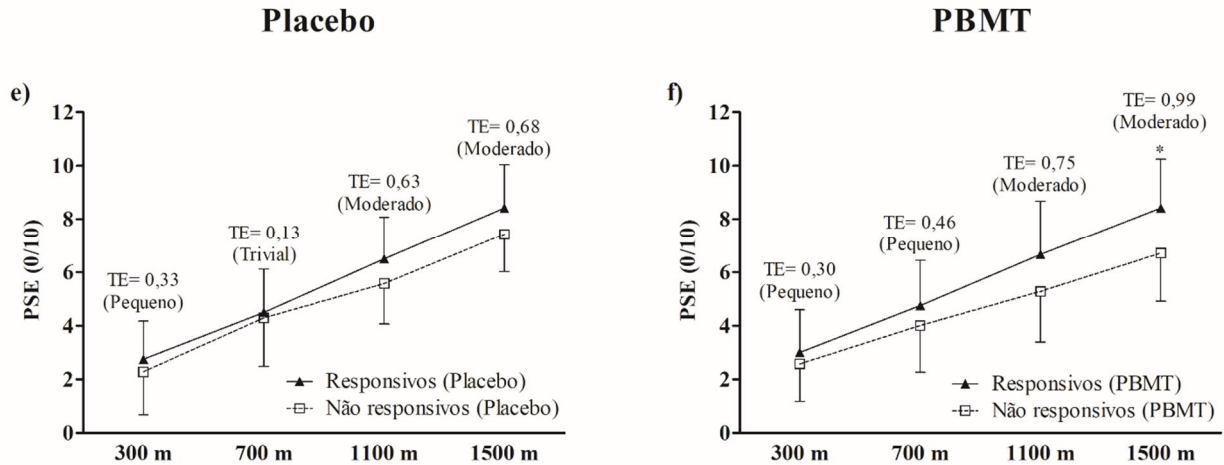 Placebo
PBMT
e)
PSE (0/10)
12
10
8
6
4
2
0
TE= 0,33
(Pequeno)
TE= 0,13
(Trivial)
TE= 0,63
(Moderado)
TE= 0,68
(Moderado)
Responsivos (Placebo)
Não responsivos (Placebo)
300 m
700 m
1100 m
1500 m
f)
PSE (0/10)
12
10
8
6
4
2
0
TE= 0,30
(Pequeno)
TE= 0,46
(Pequeno)
TE= 0,75
(Moderado)
TE= 0,99
(Moderado)
*
Responsivos (PBMT)
Não responsivos (PBMT)
300 m
700 m
1100 m
1500 m